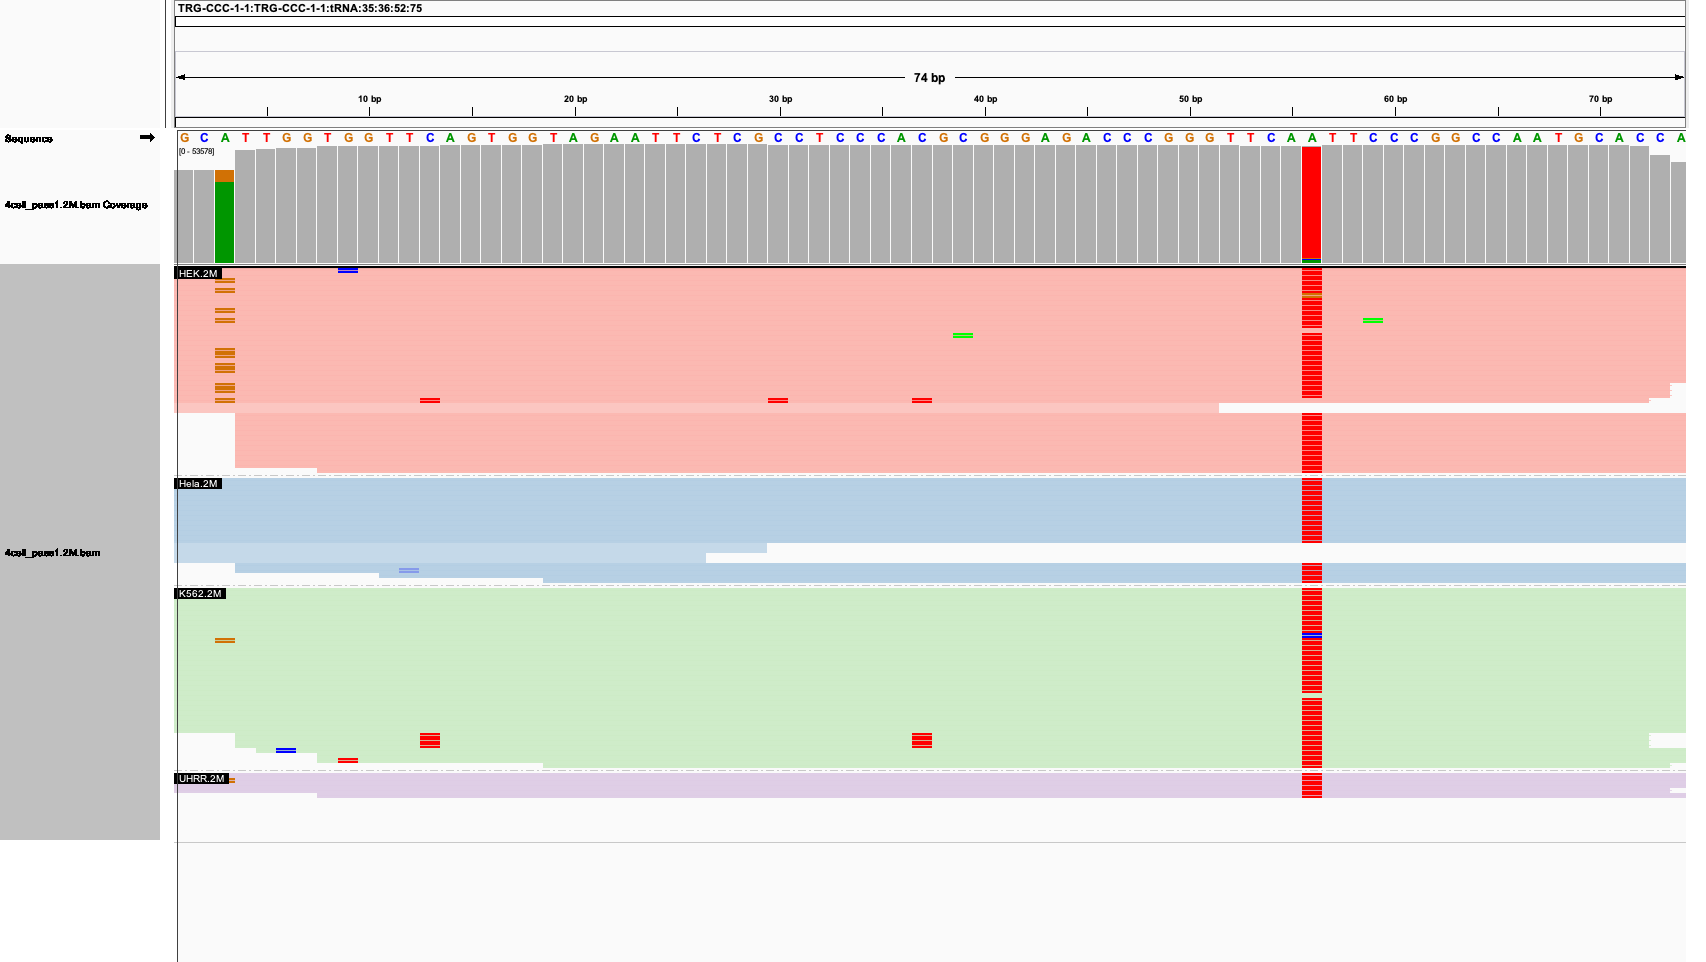 TRG-CCC-1-1:TRG-CCC-1-1:tRNA:35:36:52:75
74 bp
10 bp 20 bp 30 bp 40 bp 50 bp 60 bp 70 bp
Sequence
G C A T T G G T G G T T C A G T G G T A G A A T T C T C G C C T C C C A C G C G G G A G A C C C G G G T T C A A T T C C C G G C C A A T G C A C C A
[0 - 53578]
4cell_pass1.2M.bam Coverage
HEK.2M
Hela.2M
4cell_pass1.2M.bam
K562.2M
UHRR.2M